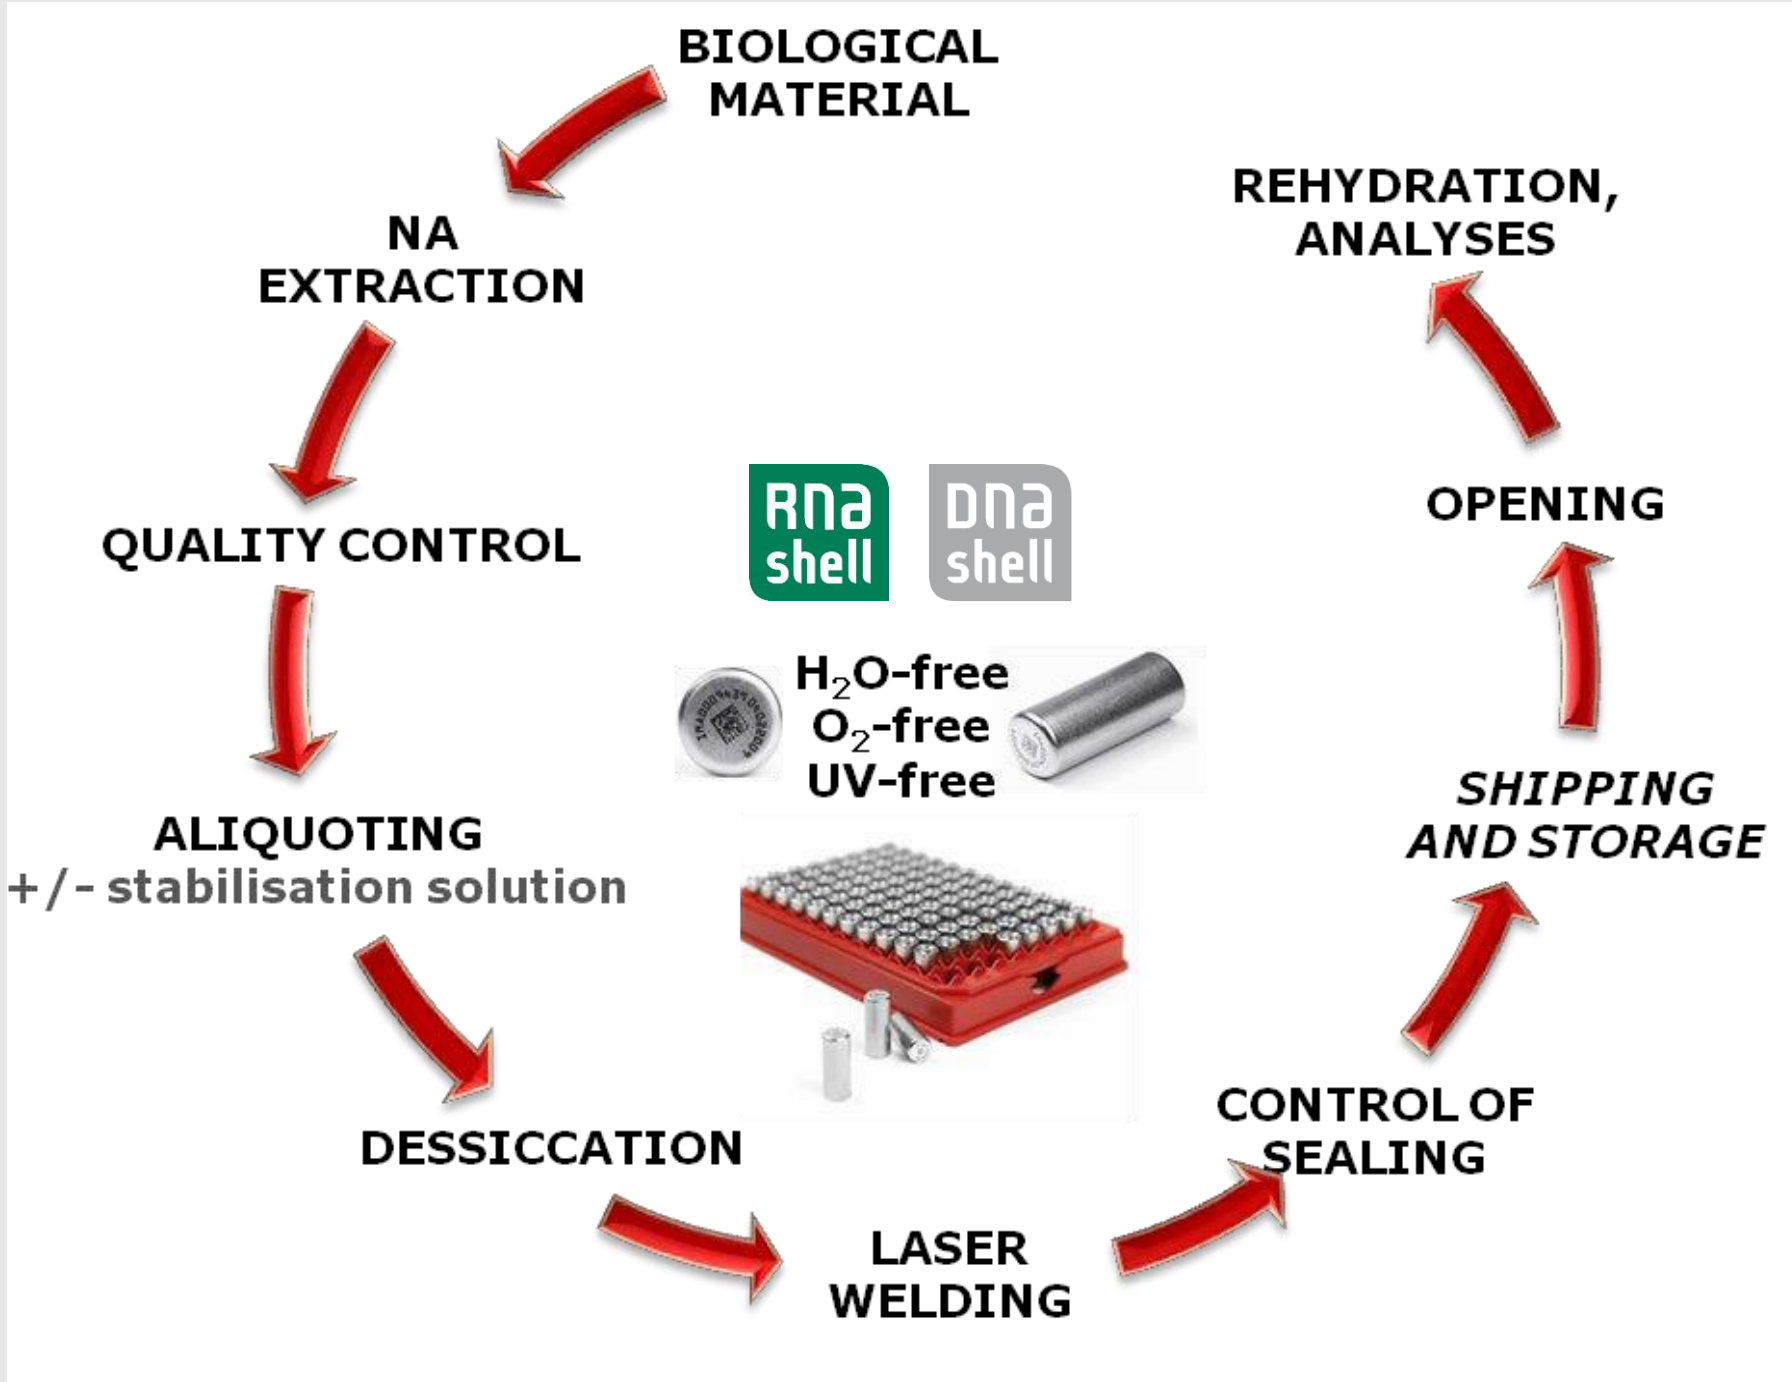 BIOLOGICAL
MATERIAL
NA
EXTRACTION
QUALITY CONTROL
ALIQUOTING
+/- stabilisation solution
DESSICCATION
LASER
WELDING
CONTROL OF
SEALING
SHIPPING
AND STORAGE
OPENING
REHYDRATION,
ANALYSES
Rna
shell
Dna
shell
H₂O-free
O₂-free
UV-free